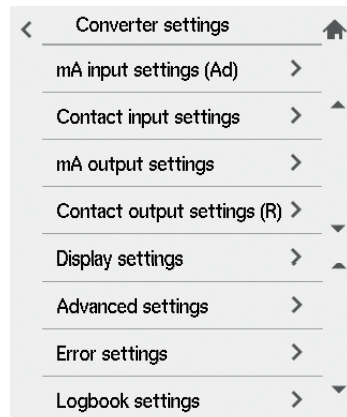 Converter settings
mA input settings (Ad)
Contact input settings
mA output settings
Contact output settings (R)
Display settings
Advanced settings
Error settings
Logbook settings